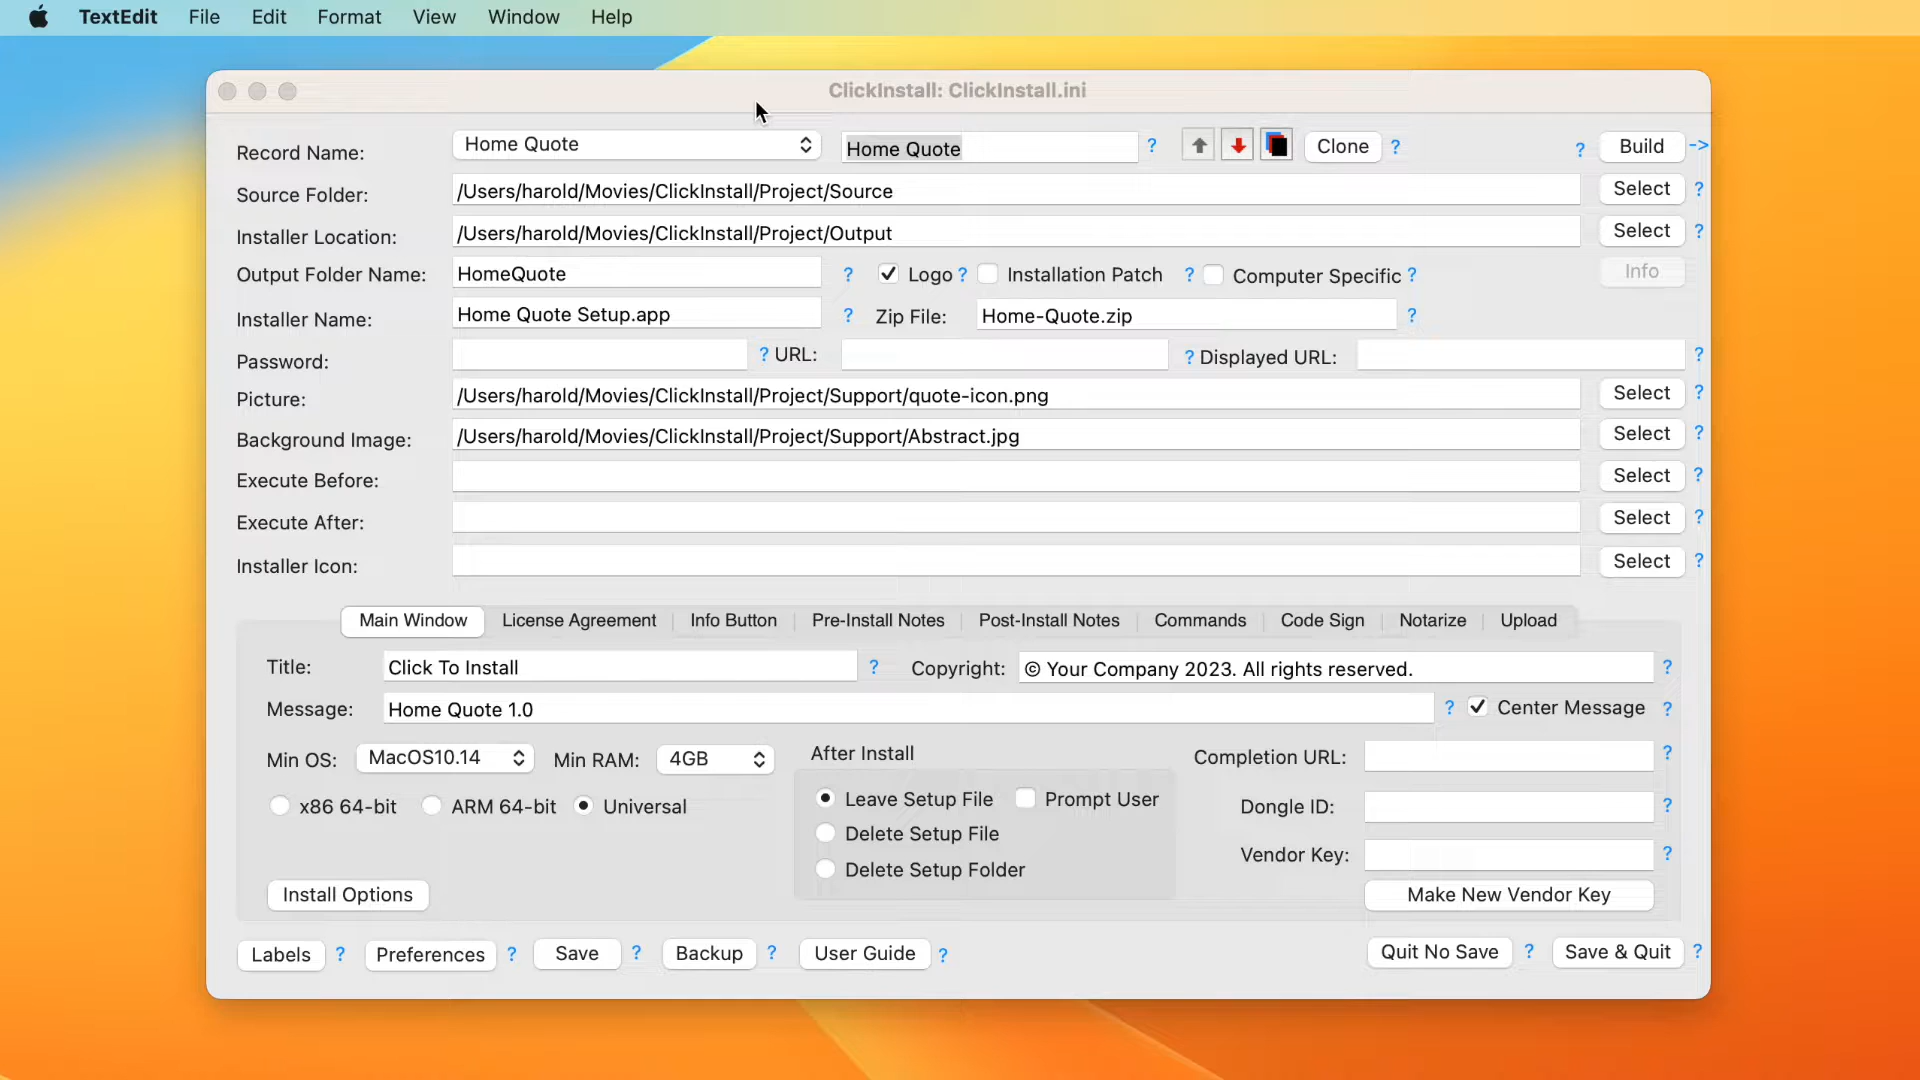 TextEdit File Edit Format View Window Help
ClickInstall: ClickInstall.ini
Record Name: Home Quote Home Quote ? Clone ? ? Build ->
Source Folder: /Users/harold/Movies/ClickInstall/Project/Source Select ?
Installer Location: /Users/harold/Movies/ClickInstall/Project/Output Select ?
Output Folder Name: HomeQuote ? Logo ? Installation Patch ? Computer Specific ? Info
Installer Name: Home Quote Setup.app ? Zip File: Home-Quote.zip ?
Password: ? URL: ? Displayed URL: ?
Picture: /Users/harold/Movies/ClickInstall/Project/Support/quote-icon.png Select ?
Background Image: /Users/harold/Movies/ClickInstall/Project/Support/Abstract.jpg Select ?
Execute Before: Select ?
Execute After: Select ?
Installer Icon: Select ?
Main Window License Agreement Info Button Pre-Install Notes Post-Install Notes Commands Code Sign Notarize Upload
Title: Click To Install ? Copyright: © Your Company 2023. All rights reserved. ?
Message: Home Quote 1.0 ? Center Message ?
Min OS: MacOS10.14 Min RAM: 4GB After Install Completion URL: ?
x86 64-bit ARM 64-bit Universal Leave Setup File Prompt User Dongle ID: ?
Delete Setup File
Vendor Key: ?
Delete Setup Folder
Install Options Make New Vendor Key
Labels ? Preferences ? Save ? Backup ? User Guide ? Quit No Save ? Save & Quit ?